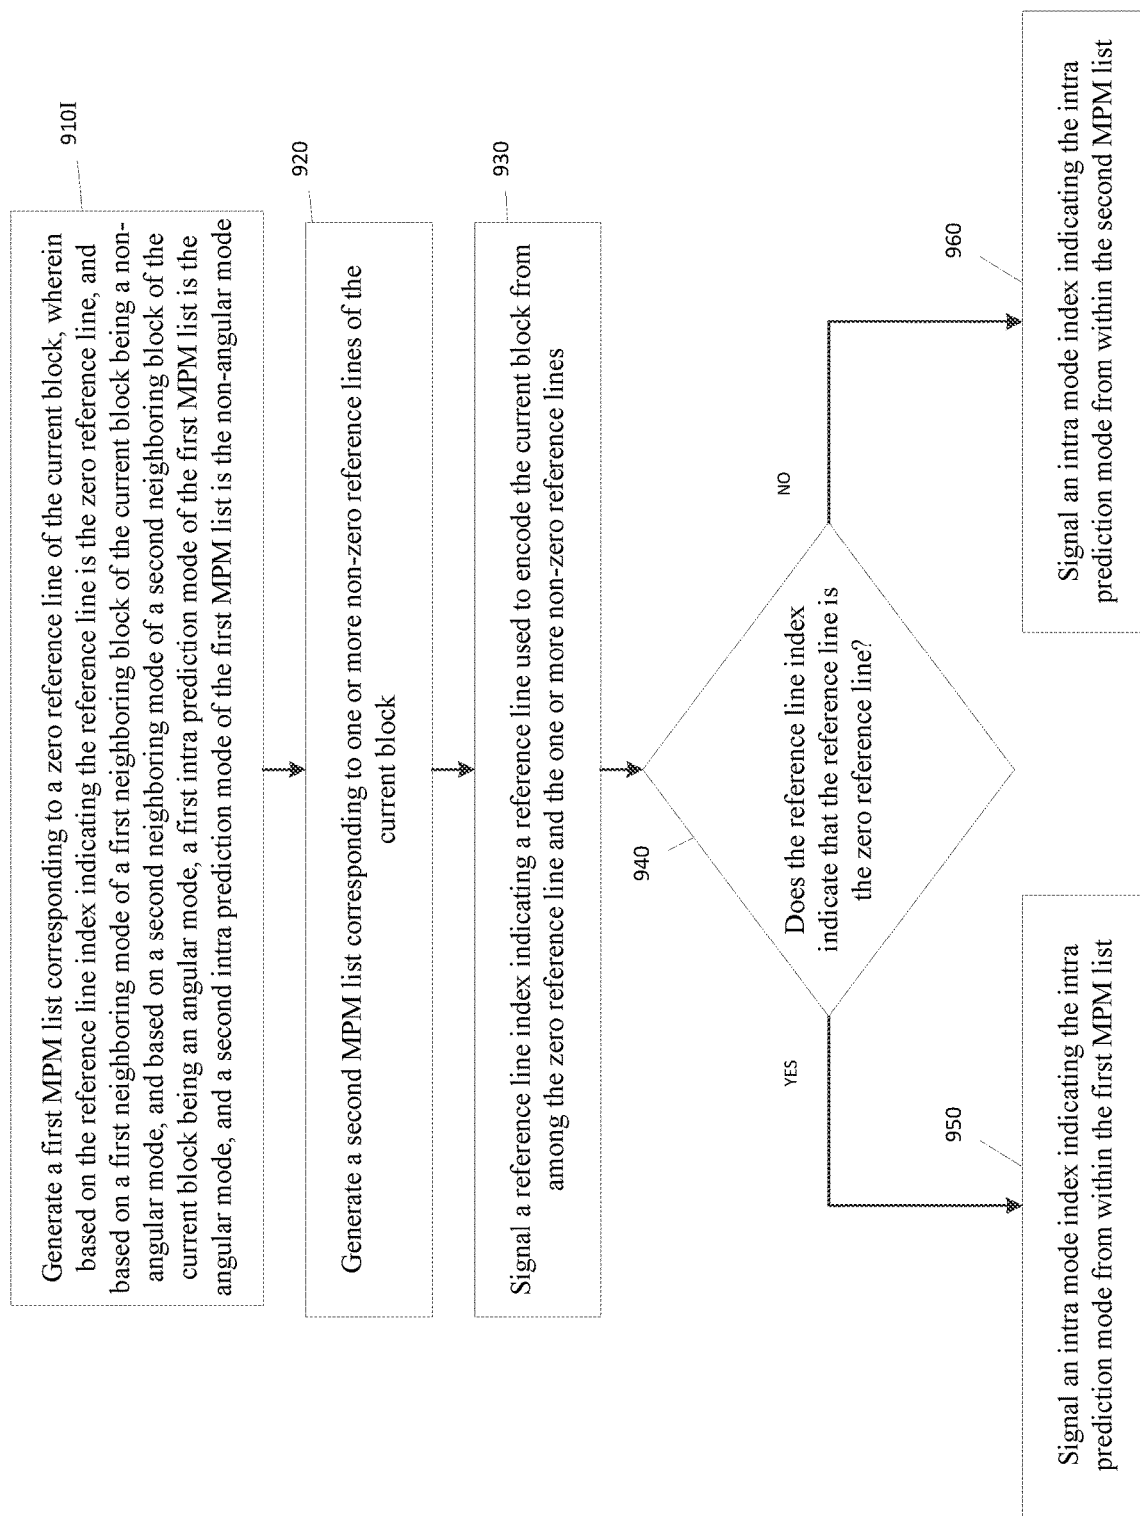 910I
Generate a first MPM list corresponding to a zero reference line of the current block, wherein
based on the reference line index indicating the reference line is the zero reference line, and
based on a first neighboring mode of a first neighboring block of the current block being a non-
angular mode, and based on a second neighboring mode of a second neighboring block of the
current block being an angular mode, a first intra prediction mode of the first MPM list is the
angular mode, and a second intra prediction mode of the first MPM list is the non-angular mode
920
Generate a second MPM list corresponding to one or more non-zero reference lines of the
current block
930
Signal a reference line index indicating a reference line used to encode the current block from
among the zero reference line and the one or more non-zero reference lines
940
Does the reference line index
indicate that the reference line is
the zero reference line?
YES
NO
950
Signal an intra mode index indicating the intra
prediction mode from within the first MPM list
960
Signal an intra mode index indicating the intra
prediction mode from within the second MPM list